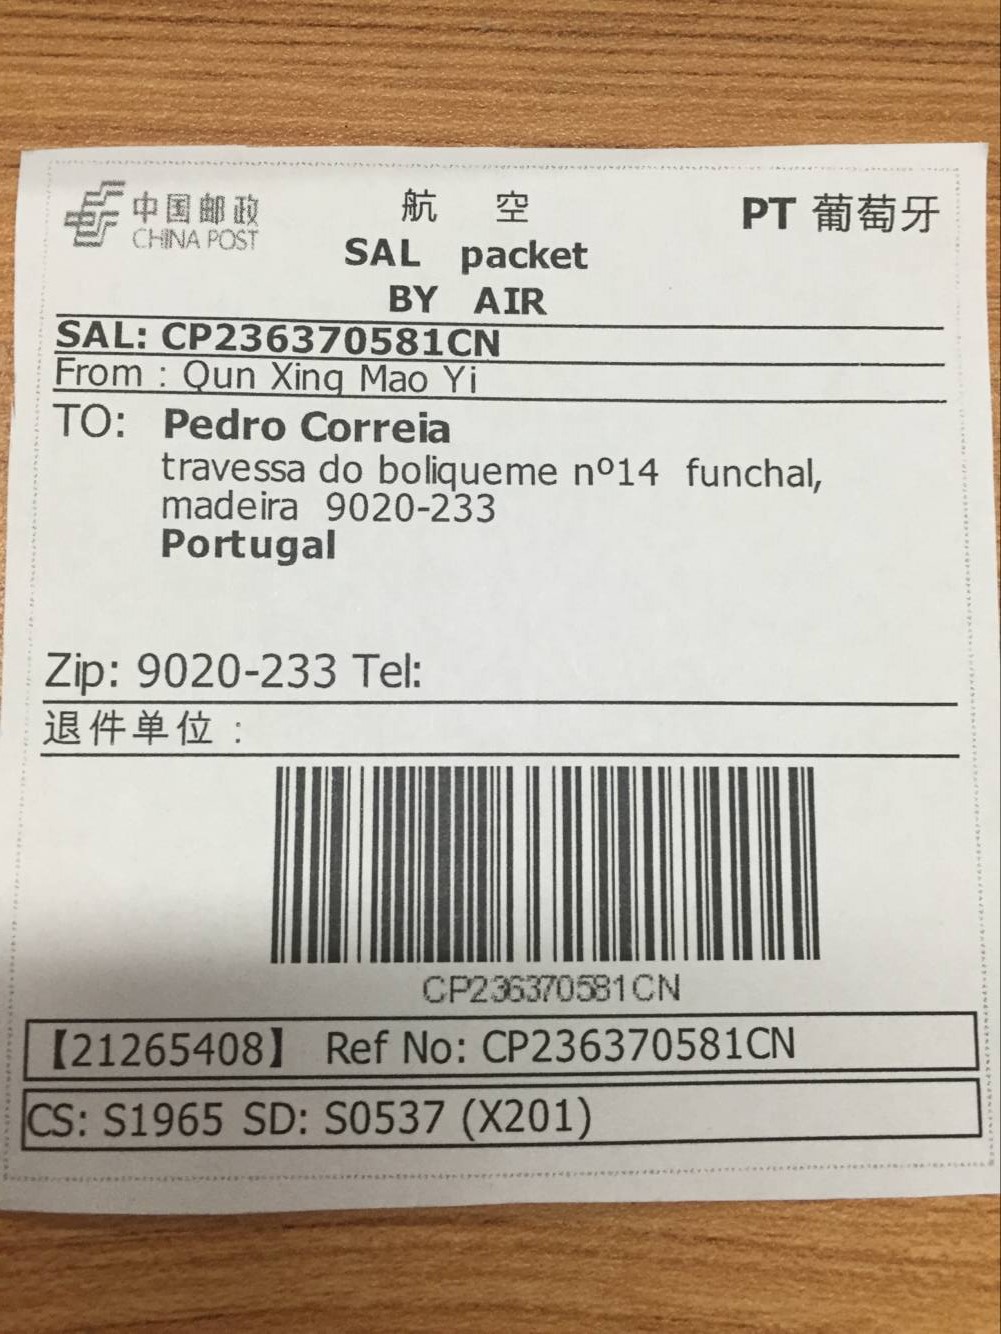 中国邮政
CHINA POST
航 空
SAL packet
BY AIR
PT 葡萄牙
SAL: CP236370581CN
From : Qun Xing Mao Yi
TO: Pedro Correia
travessa do boliqueme nº14 funchal,
madeira 9020-233
Portugal
Zip: 9020-233 Tel:
退件单位 :
CP236370581CN
【21265408】 Ref No: CP236370581CN
CS: S1965 SD: S0537 (X201)